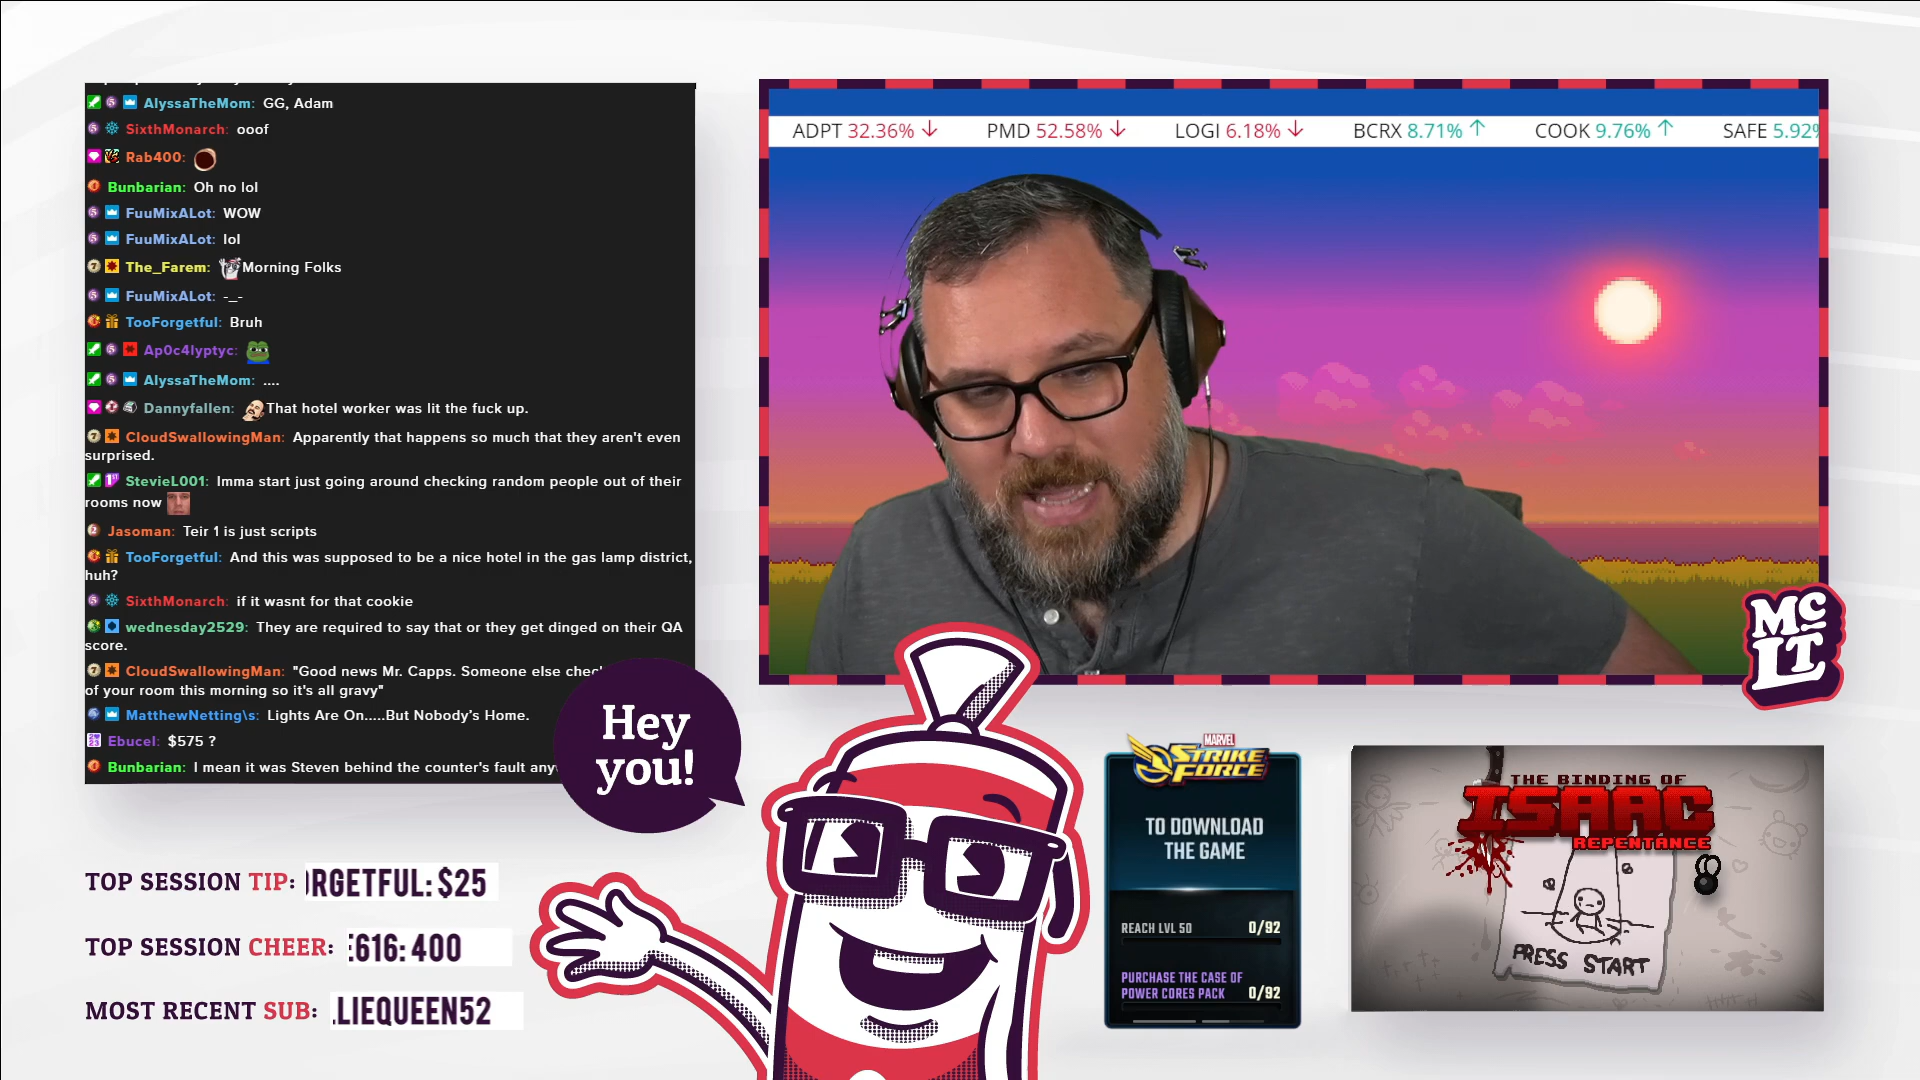 AlyssaTheMom: GG, Adam
SixthMonarch: ooof
Rab400:
Bunbarian: Oh no lol
FuuMixALot: WOW
FuuMixALot: lol
The_Farem: Morning Folks
FuuMixALot: -_-
TooForgetful: Bruh
Ap0c4lyptyc:
AlyssaTheMom: ....
Dannyfallen: That hotel worker was lit the fuck up.
CloudSwallowingMan: Apparently that happens so much that they aren't even
surprised.
StevieL001: Imma start just going around checking random people out of their
rooms now
Jasoman: Teir 1 is just scripts
TooForgetful: And this was supposed to be a nice hotel in the gas lamp district,
huh?
SixthMonarch: if it wasnt for that cookie
wednesday2529: They are required to say that or they get dinged on their QA
score.
CloudSwallowingMan: "Good news Mr. Capps. Someone else chec
of your room this morning so it's all gravy"
MatthewNetting\s: Lights Are On.....But Nobody's Home.
Ebucel: $575 ?
Bunbarian: I mean it was Steven behind the counter's fault any
ADPT 32.36% ↓ PMD 52.58% ↓ LOGI 6.18% ↓ BCRX 8.71% ↑ COOK 9.76% ↑ SAFE 5.92%
Mc
LT
Hey
you!
TOP SESSION TIP: RGETFUL: $25
TOP SESSION CHEER: 616: 400
MOST RECENT SUB: LIEQUEEN52
MARVEL
STRIKE
FORCE
TO DOWNLOAD
THE GAME
REACH LVL 50 0/92
PURCHASE THE CASE OF
POWER CORES PACK 0/92
THE BINDING OF
ISAAC
REPENTANCE
PRESS START